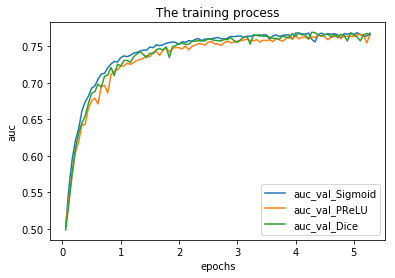 The training process
auc
0.75
0.70
0.65
0.60
0.55
0.50
0 1 2 3 4 5
epochs
auc_val_Sigmoid
auc_val_PReLU
auc_val_Dice